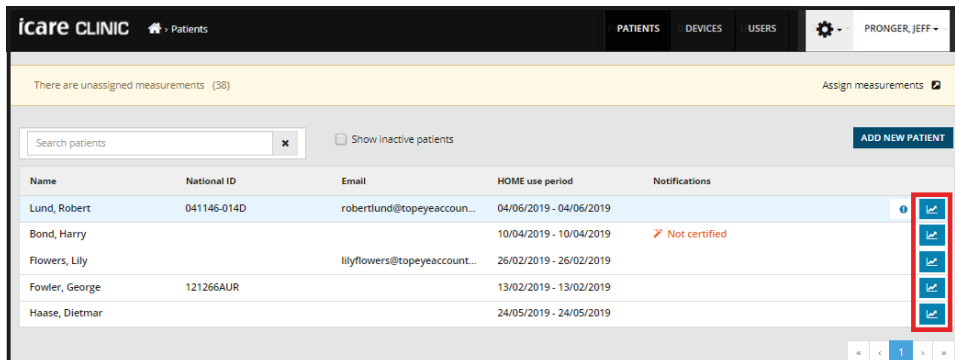 icare CLINIC > Patients PATIENTS DEVICES USERS PRONGER, JEFF
There are unassigned measurements (38) Assign measurements
Search patients Show inactive patients ADD NEW PATIENT
Name National ID Email HOME use period Notifications
Lund, Robert 041146-014D robertlund@topeyeaccoun... 04/06/2019 - 04/06/2019
Bond, Harry 10/04/2019 - 10/04/2019 Not certified
Flowers, Lily lilyflowers@topeyeaccount... 26/02/2019 - 26/02/2019
Fowler, George 121266AUR 13/02/2019 - 13/02/2019
Haase, Dietmar 24/05/2019 - 24/05/2019
« ‹ 1 › »